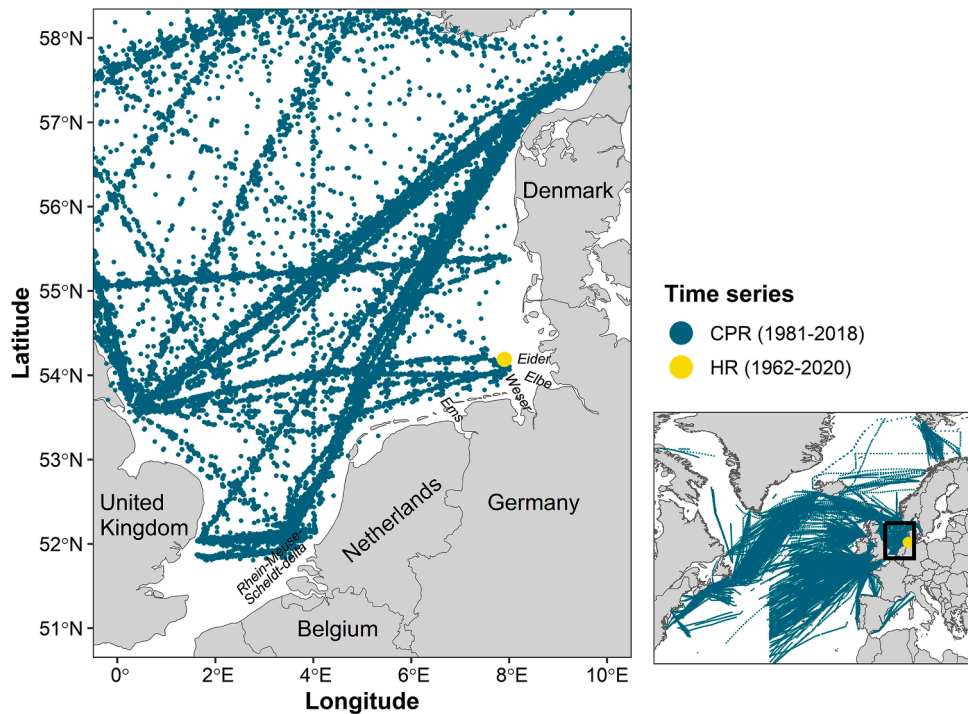 58°N
57°N
56°N
55°N
54°N
53°N
52°N
51°N
Latitude
Denmark
Eider
Elbe
Weser
Ems
United
Kingdom
Netherlands
Germany
Rhein-Meuse-
Scheldt-delta
Belgium
0° 2°E 4°E 6°E 8°E 10°E
Longitude
Time series
CPR (1981-2018)
HR (1962-2020)